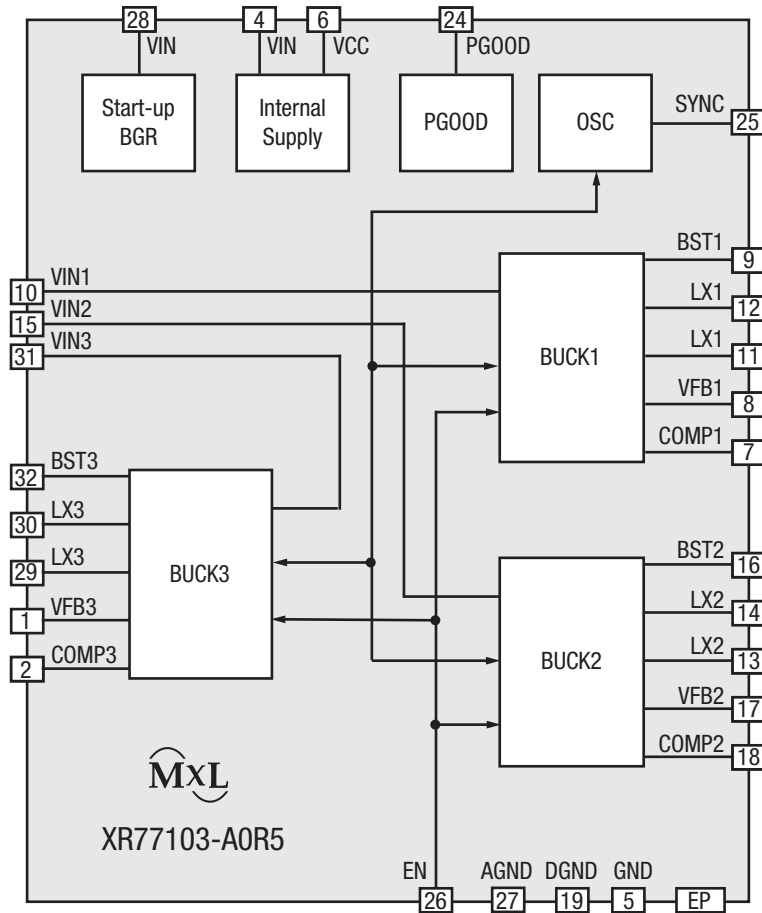 28 4 6 24
VIN VIN VCC PGOOD
Start-up
BGR
Internal
Supply
PGOOD
OSC
SYNC
25
10 VIN1
15 VIN2
31 VIN3
BUCK1
BST1
9
LX1
12
LX1
11
VFB1
8
COMP1
7
32 BST3
30 LX3
29 LX3
1 VFB3
2 COMP3
BUCK3
BUCK2
BST2
16
LX2
14
LX2
13
VFB2
17
COMP2
18
MxL
XR77103-A0R5
EN AGND DGND GND
26 27 19 5 EP